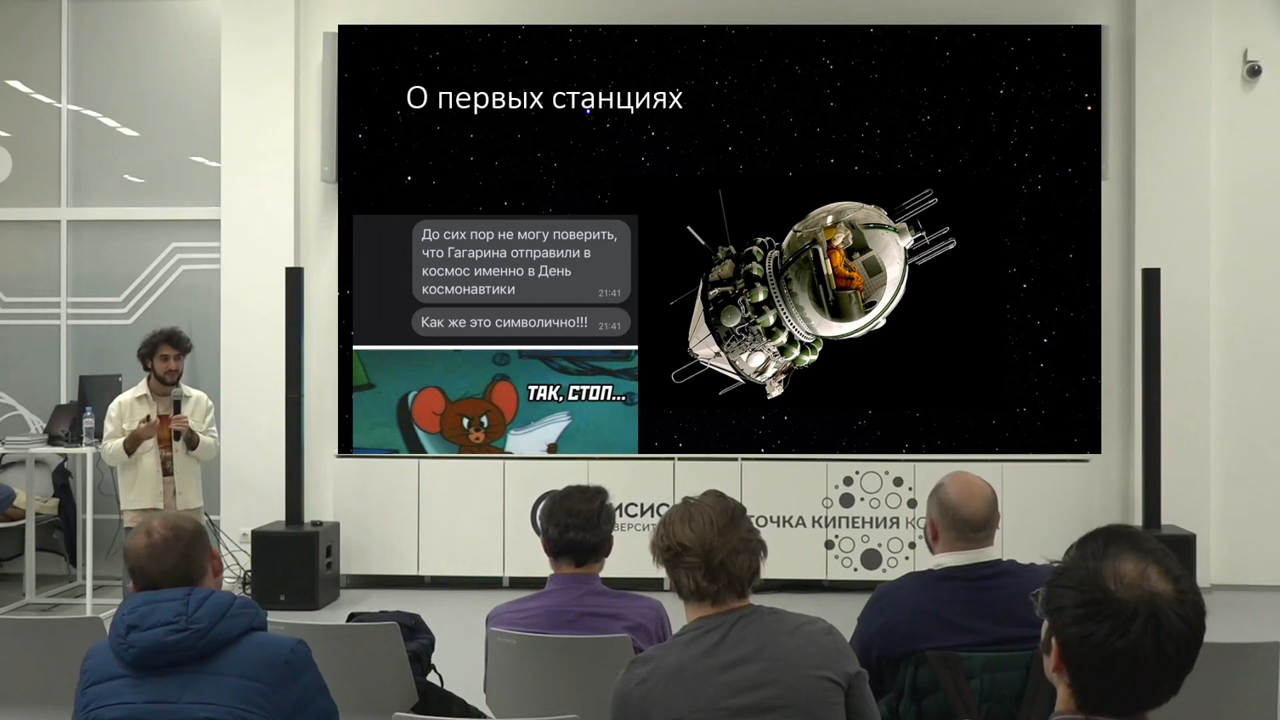 О первых станциях
До сих пор не могу поверить,
что Гагарина отправили в
космос именно в День
космонавтики
21:41
Как же это символично!!!
21:41
ТАК, СТОП...
ТОЧКА КИПЕНИЯ